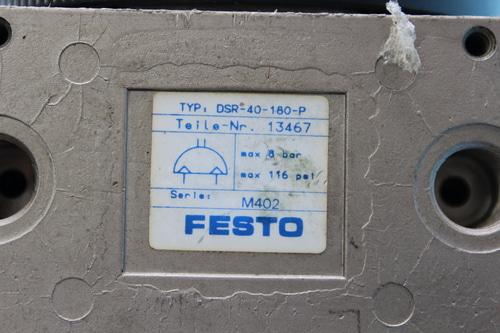 TYP: DSR-40-180-P
Teile-Nr. 13467
max 8 bar
max 116 psi
Serie: M402
FESTO